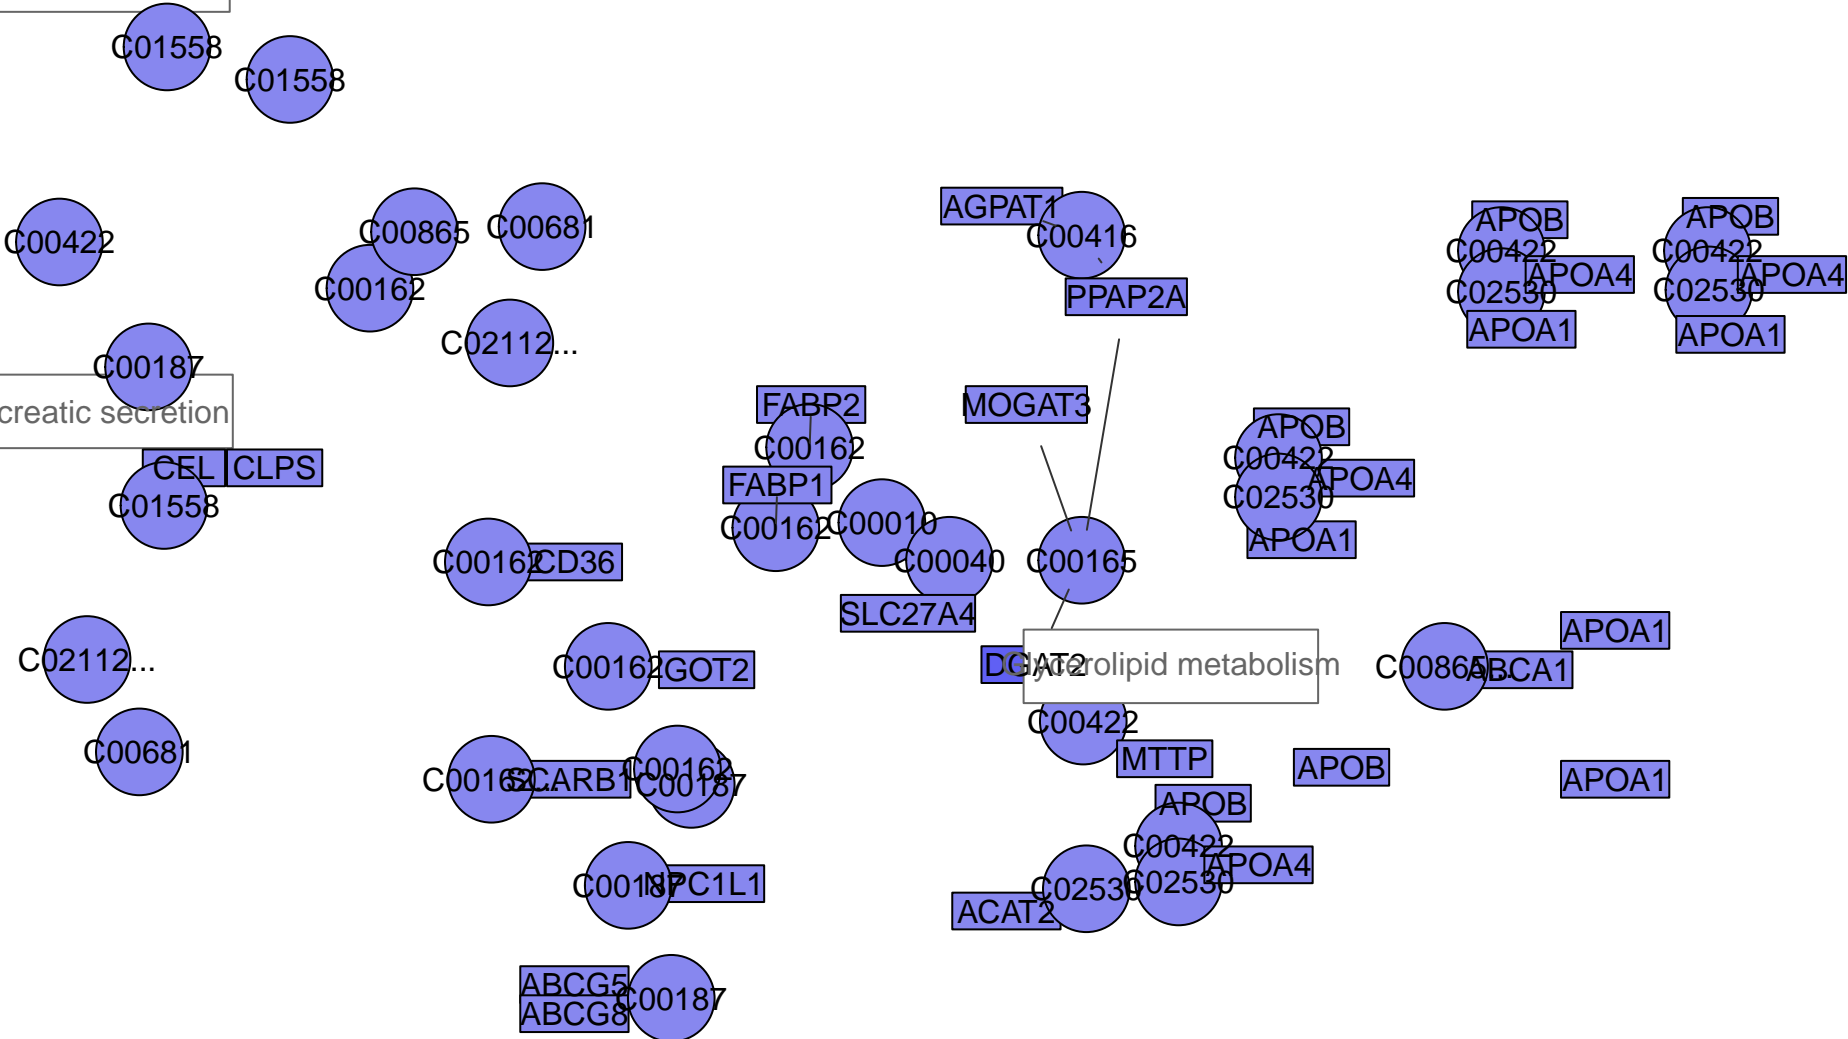 C01558
C01558
C00422
C00865
C00681
C00162
C02112...
C00187
creatic secretion
CEL
CLPS
C01558
AGPAT1
C00416
PPAP2A
APOB
C00422
APOA4
C02530
APOA1
APOB
C00422
APOA4
C02530
APOA1
FABP2
C00162
FABP1
C00162
C00010
C00040
SLC27A4
MOGAT3
C00165
APOB
C00422
APOA4
C02530
APOA1
C00162
CD36
C02112...
C00681
C00162
GOT2
DGAT2
Glycerolipid metabolism
C00422
MTTP
APOB
C00865...
ABCA1
APOA1
APOA1
C00162...
SCARB1
C00162
C00187
APOB
C00422
APOA4
C02530
C02530
ACAT2
C00187
NPC1L1
ABCG5
ABCG8
C00187